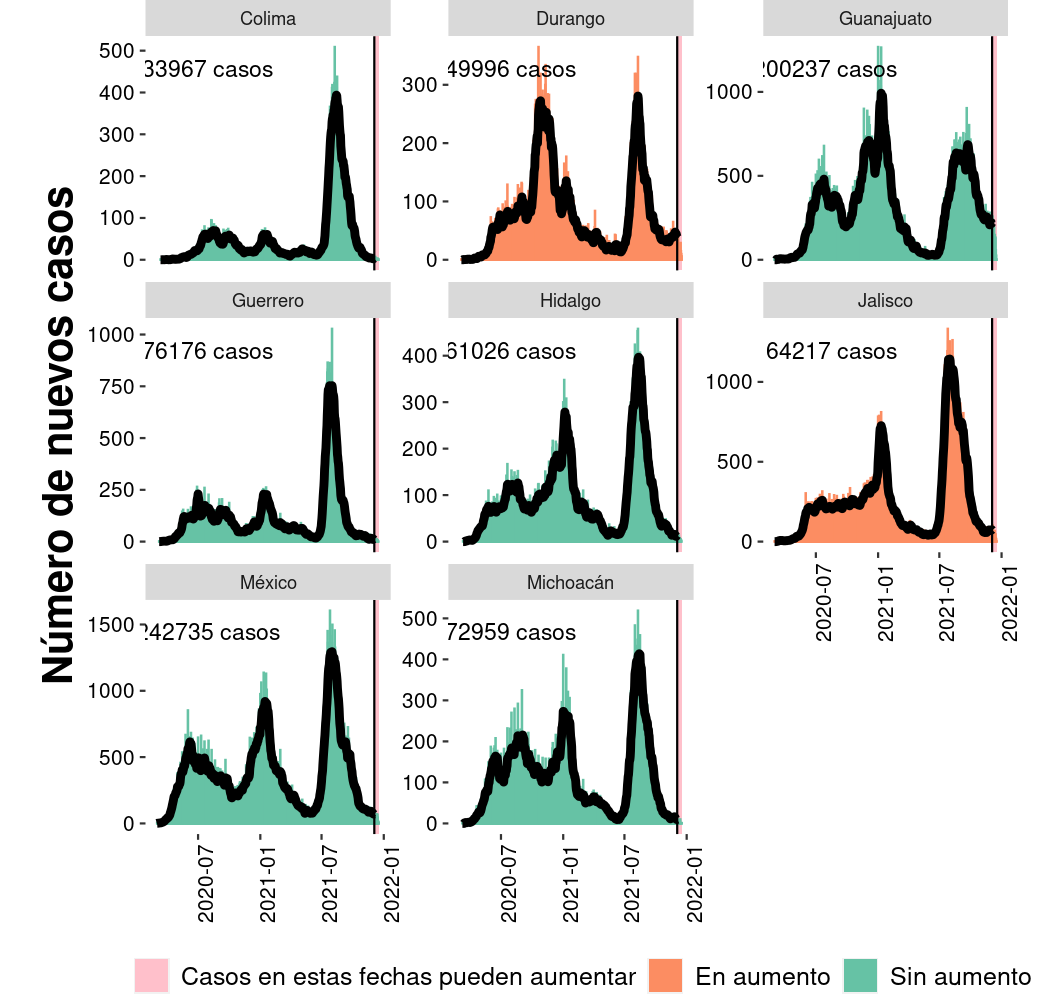 Número de nuevos casos
Colima
Durango
Guanajuato
500
400
300
200
100
0
33967 casos
300
200
100
0
49996 casos
1000
500
0
200237 casos
Guerrero
Hidalgo
Jalisco
1000
750
500
250
0
76176 casos
400
300
200
100
0
61026 casos
1000
500
0
64217 casos
2020-07
2021-01
2021-07
2022-01
México
Michoacán
1500
1000
500
0
242735 casos
500
400
300
200
100
0
72959 casos
2020-07
2021-01
2021-07
2022-01
2020-07
2021-01
2021-07
2022-01
Casos en estas fechas pueden aumentar
En aumento
Sin aumento